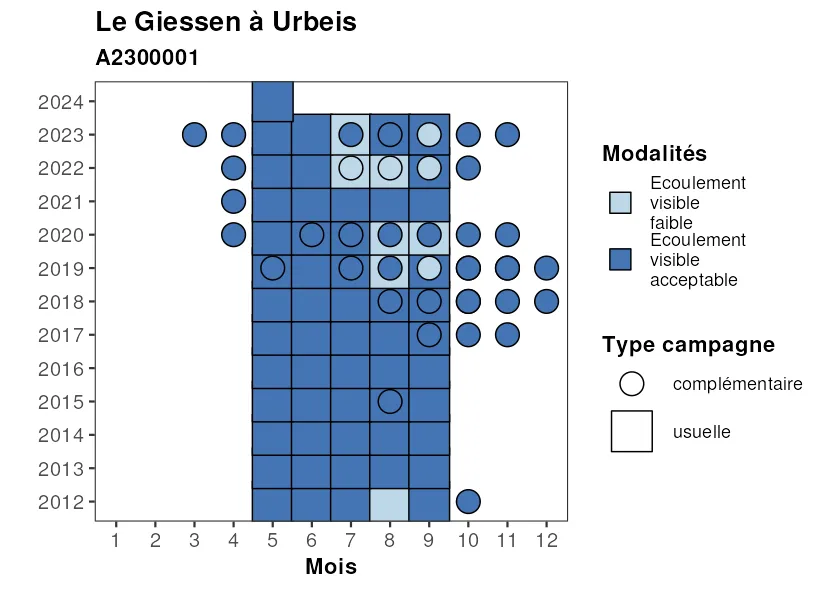 Le Giessen à Urbeis
A2300001
2024
2023
2022
2021
2020
2019
2018
2017
2016
2015
2014
2013
2012
1 2 3 4 5 6 7 8 9 10 11 12
Mois
Modalités
Ecoulement
visible
faible
Ecoulement
visible
acceptable
Type campagne
complémentaire
usuelle